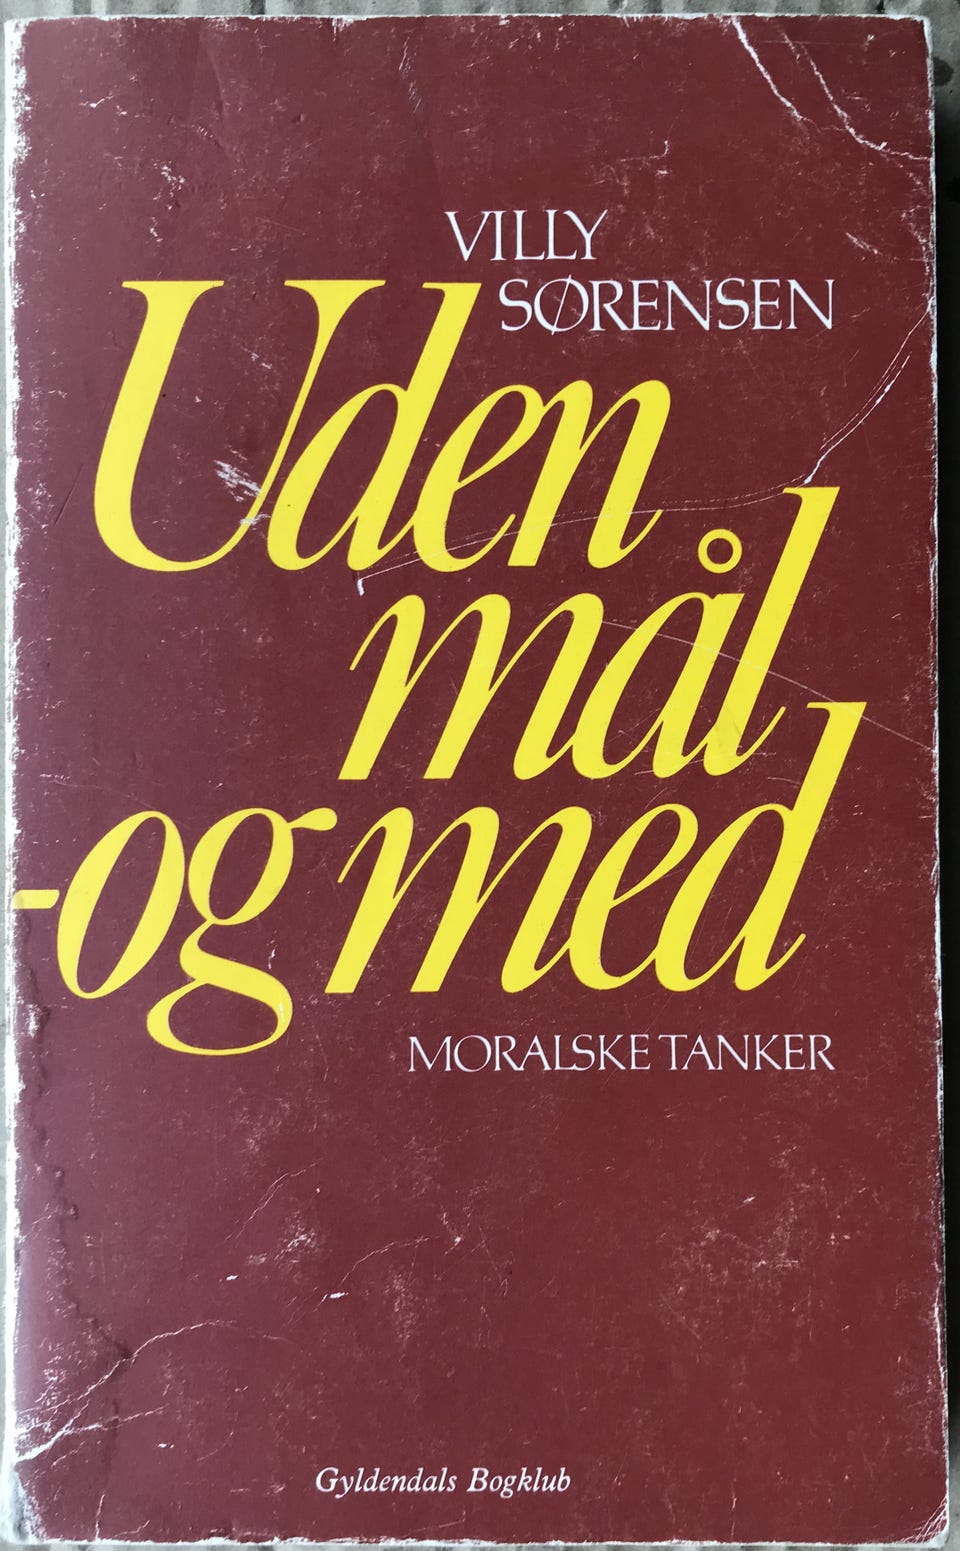 VILLY
SØRENSEN
Uden
mål
-og med
MORALSKE TANKER
Gyldendals Bogklub